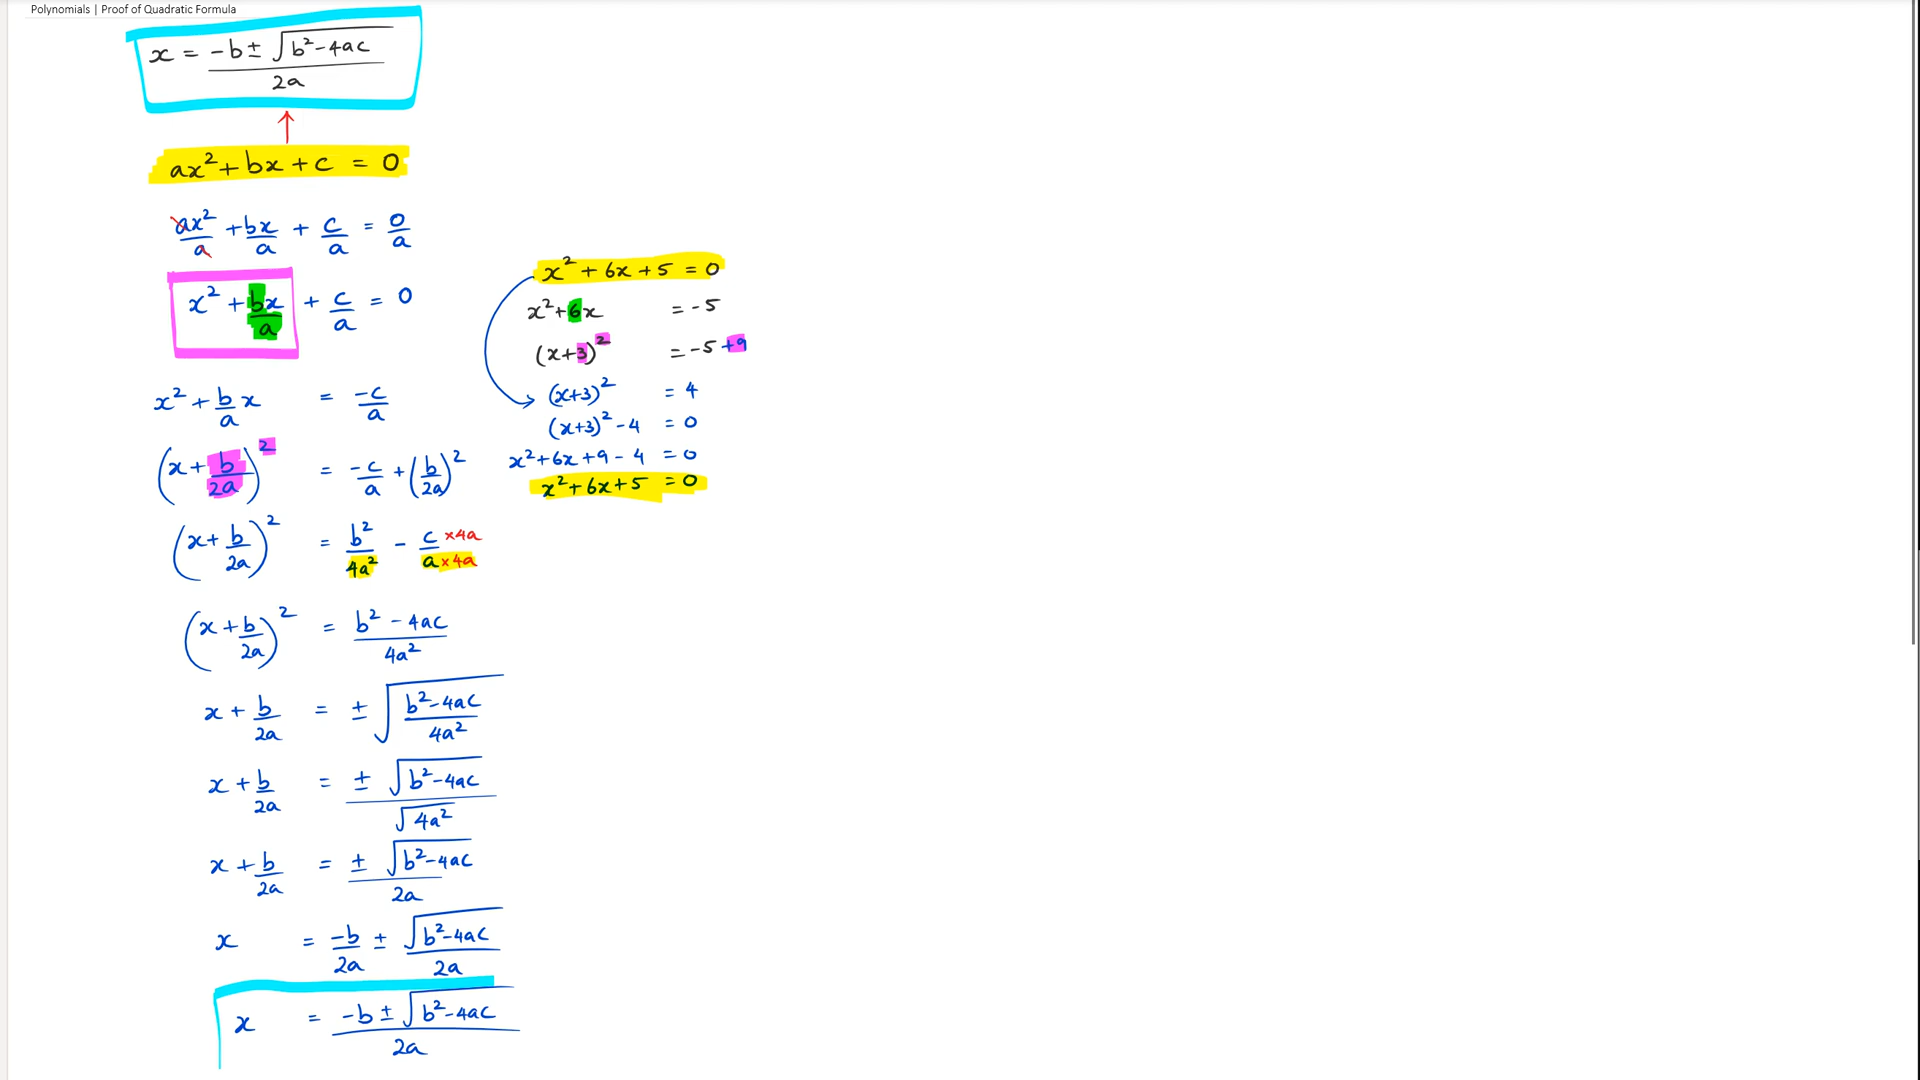 Polynomials | Proof of Quadratic Formula
x = (-b ± √(b² - 4ac)) / 2a
ax² + bx + c = 0
ax²/a + bx/a + c/a = 0/a
x² + bx/a + c/a = 0
x² + b/a x = -c/a
(x + b/2a)² = -c/a + (b/2a)²
(x + b/2a)² = b²/4a² - c ×4a / a ×4a
(x + b/2a)² = (b² - 4ac) / 4a²
x + b/2a = ± √((b² - 4ac) / 4a²)
x + b/2a = ± √(b² - 4ac) / √(4a²)
x + b/2a = ± √(b² - 4ac) / 2a
x = -b/2a ± √(b² - 4ac) / 2a
x = (-b ± √(b² - 4ac)) / 2a
x² + 6x + 5 = 0
x² + 6x = -5
(x + 3)² = -5 + 9
(x + 3)² = 4
(x + 3)² - 4 = 0
x² + 6x + 9 - 4 = 0
x² + 6x + 5 = 0